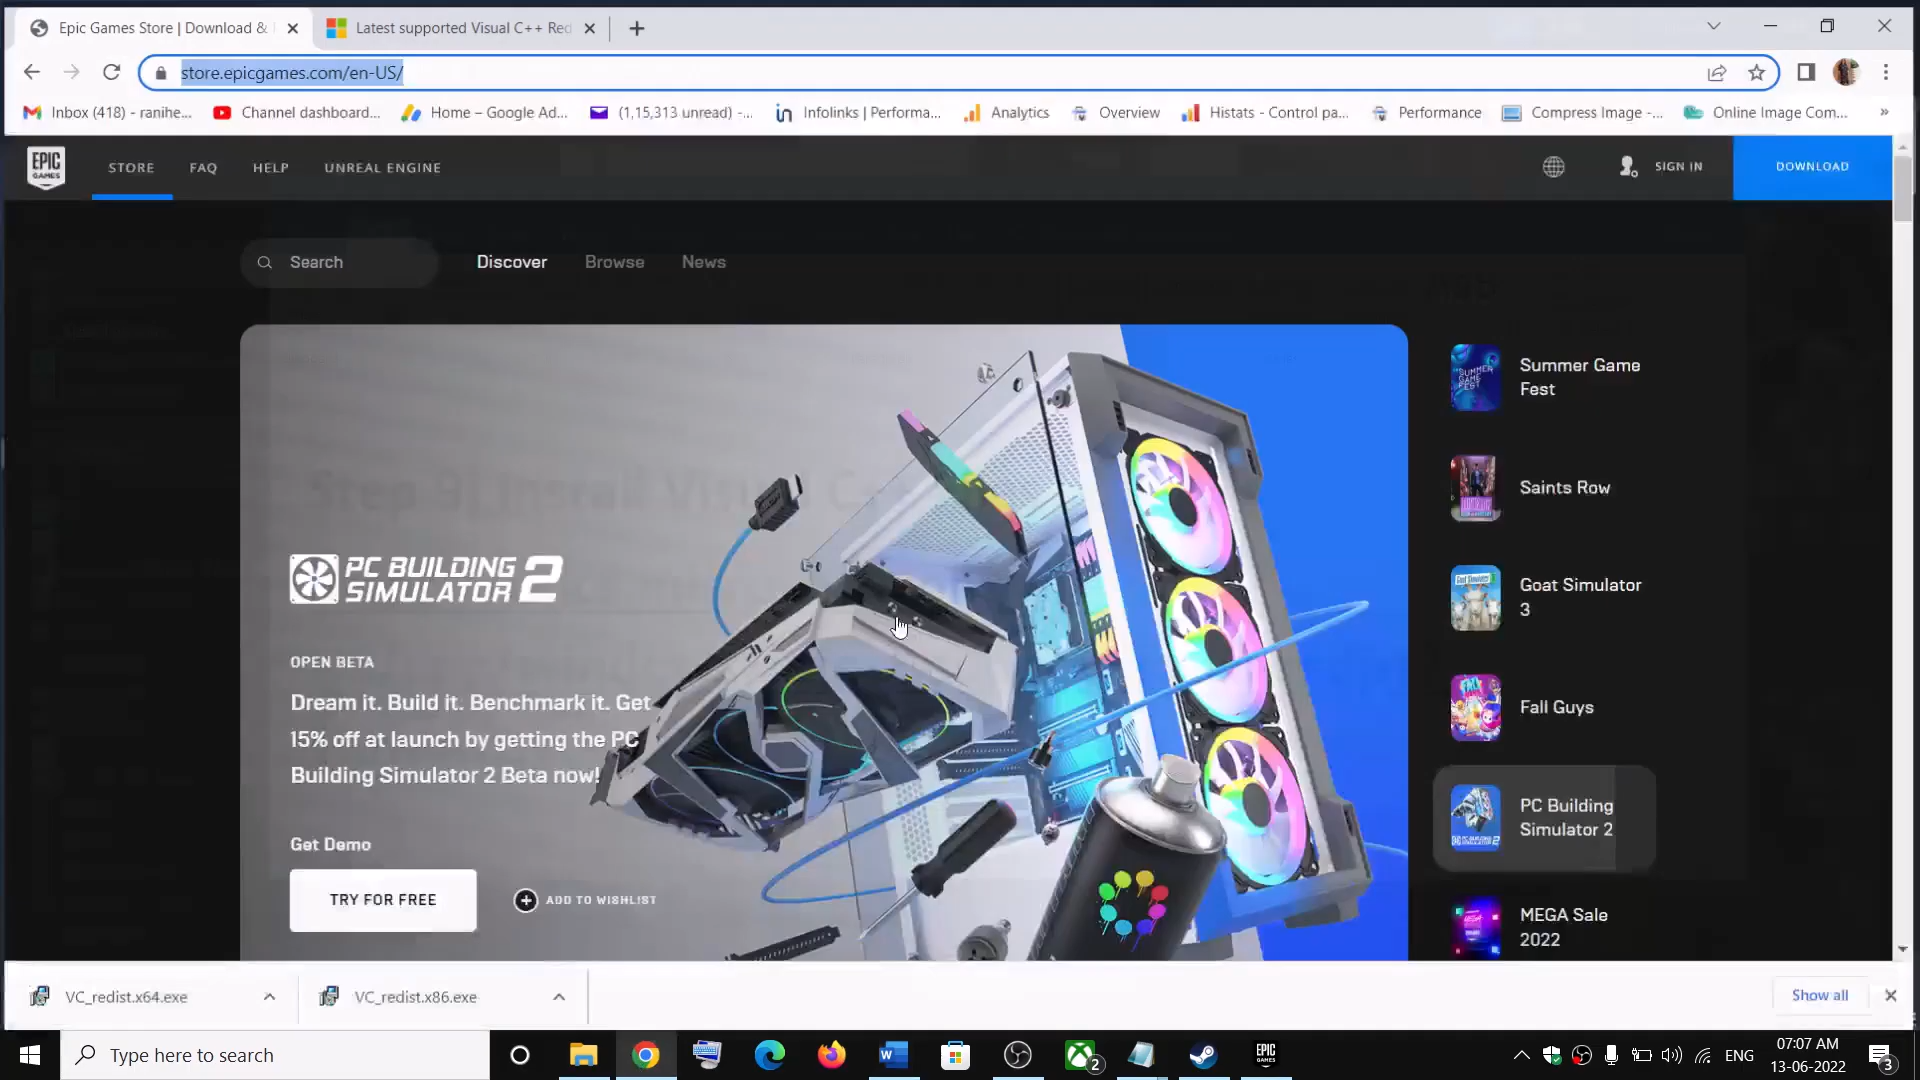 Epic Games Store | Download &
Latest supported Visual C++ Red
store.epicgames.com/en-US/
Inbox (418) - ranihe...
Channel dashboard...
Home – Google Ad...
(1,15,313 unread) -...
Infolinks | Performa...
Analytics
Overview
Histats - Control pa...
Performance
Compress Image -...
Online Image Com...
»
EPIC
GAMES
STORE
FAQ
HELP
UNREAL ENGINE
SIGN IN
DOWNLOAD
Search
Discover
Browse
News
PC BUILDING
SIMULATOR 2
OPEN BETA
Dream it. Build it. Benchmark it. Get
15% off at launch by getting the PC
Building Simulator 2 Beta now!
Get Demo
TRY FOR FREE
ADD TO WISHLIST
Summer Game
Fest
Saints Row
Goat Simulator
3
Fall Guys
PC Building
Simulator 2
MEGA Sale
2022
VC_redist.x64.exe
VC_redist.x86.exe
Show all
Type here to search
2
EPIC
GAMES
ENG
07:07 AM
13-06-2022
3